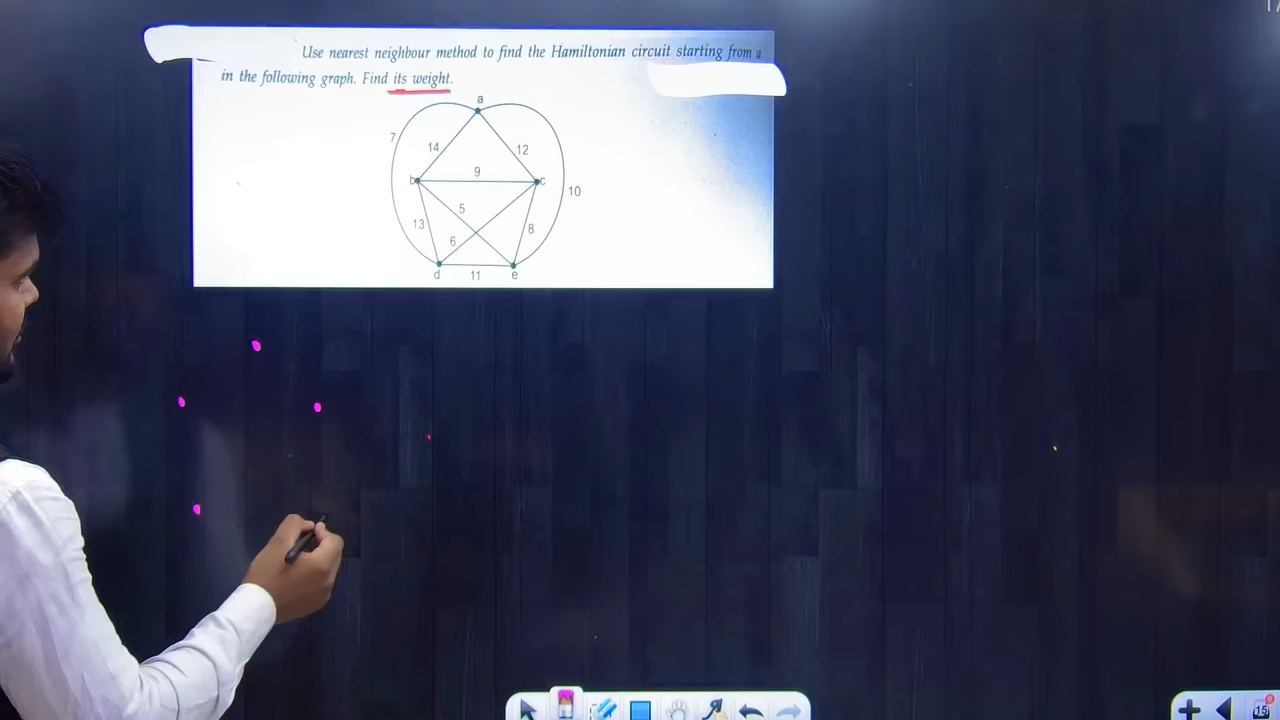 Use nearest neighbour method to find the Hamiltonian circuit starting from a
in the following graph. Find its weight.
a
7
14
12
b
9
c
10
5
13
8
6
d
11
e
15